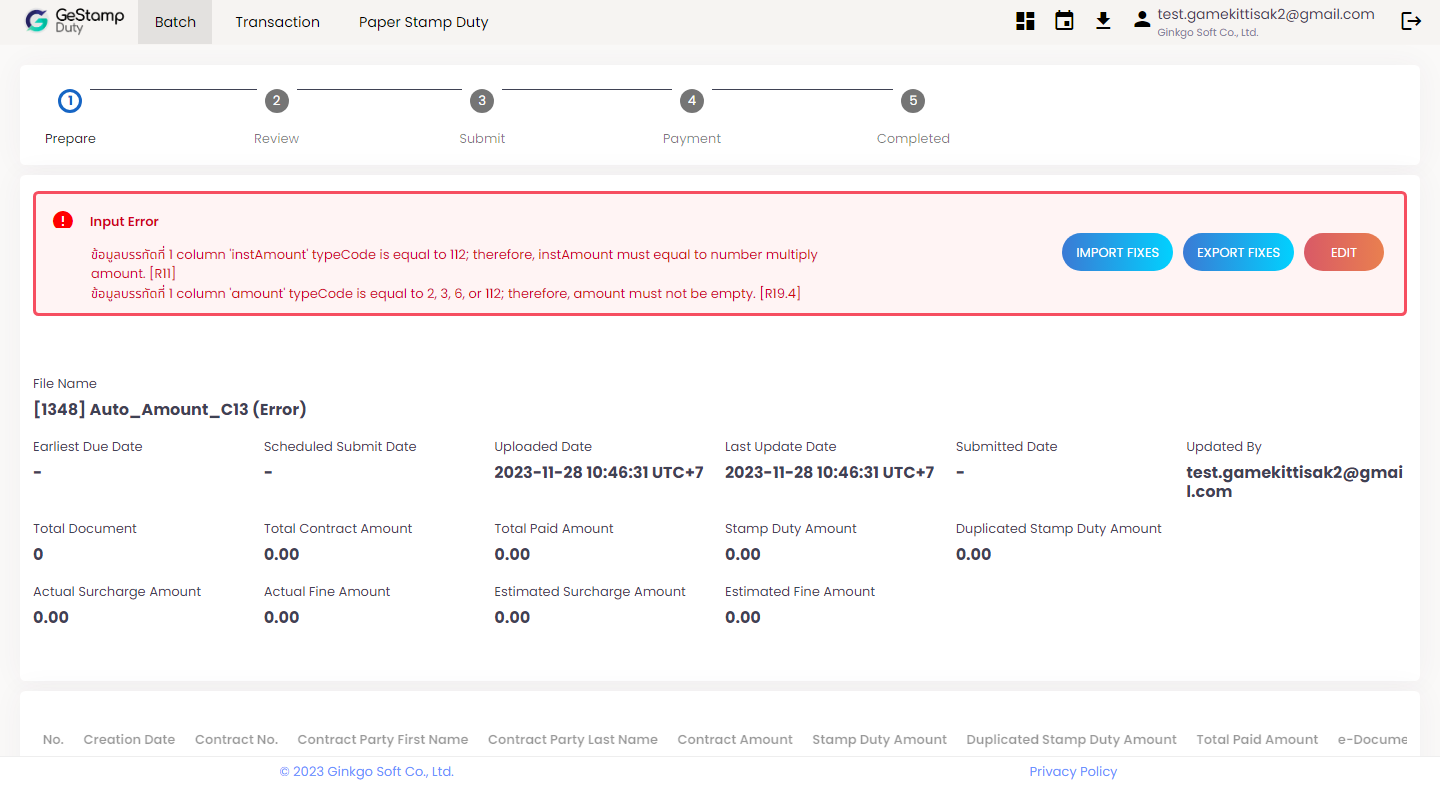 GeStamp
Duty
Batch
Transaction
Paper Stamp Duty
test.gamekittisak2@gmail.com
Ginkgo Soft Co., Ltd.
1
2
3
4
5
Prepare
Review
Submit
Payment
Completed
Input Error
ข้อมูลบรรทัดที่ 1 column 'instAmount' typeCode is equal to 112; therefore, instAmount must equal to number multiply
amount. [R11]
ข้อมูลบรรทัดที่ 1 column 'amount' typeCode is equal to 2, 3, 6, or 112; therefore, amount must not be empty. [R19.4]
IMPORT FIXES
EXPORT FIXES
EDIT
File Name
[1348] Auto_Amount_C13 (Error)
Earliest Due Date
Scheduled Submit Date
Uploaded Date
Last Update Date
Submitted Date
Updated By
-
-
2023-11-28 10:46:31 UTC+7
2023-11-28 10:46:31 UTC+7
-
test.gamekittisak2@gmai
l.com
Total Document
Total Contract Amount
Total Paid Amount
Stamp Duty Amount
Duplicated Stamp Duty Amount
0
0.00
0.00
0.00
0.00
Actual Surcharge Amount
Actual Fine Amount
Estimated Surcharge Amount
Estimated Fine Amount
0.00
0.00
0.00
0.00
No.
Creation Date
Contract No.
Contract Party First Name
Contract Party Last Name
Contract Amount
Stamp Duty Amount
Duplicated Stamp Duty Amount
Total Paid Amount
e-Docume
© 2023 Ginkgo Soft Co., Ltd.
Privacy Policy